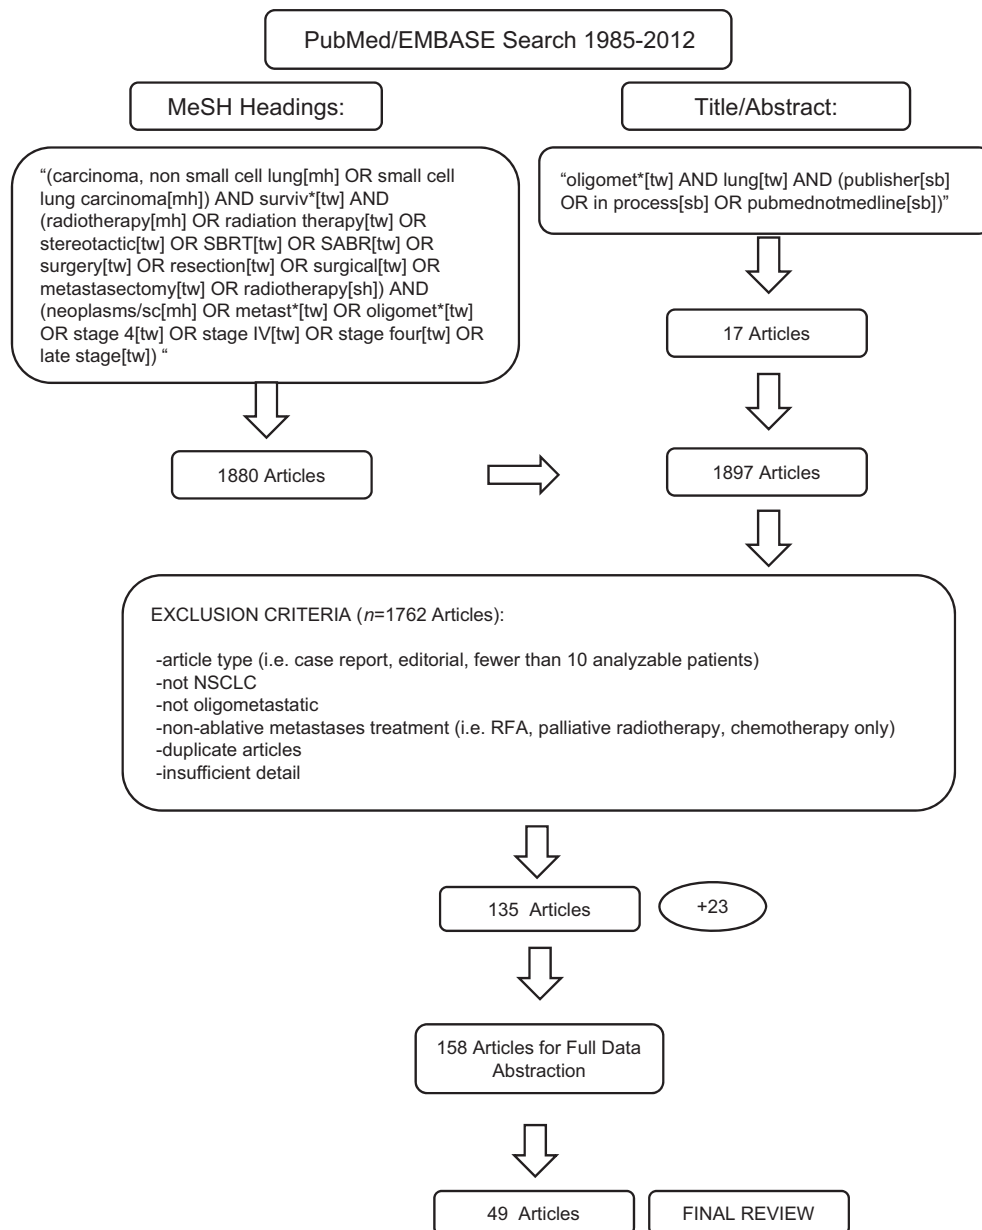 PubMed/EMBASE Search 1985-2012
MeSH Headings:
Title/Abstract:
“(carcinoma, non small cell lung[mh] OR small cell
lung carcinoma[mh]) AND surviv*[tw] AND
(radiotherapy[mh] OR radiation therapy[tw] OR
stereotactic[tw] OR SBRT[tw] OR SABR[tw] OR
surgery[tw] OR resection[tw] OR surgical[tw] OR
metastasectomy[tw] OR radiotherapy[sh]) AND
(neoplasms/sc[mh] OR metast*[tw] OR oligomet*[tw]
OR stage 4[tw] OR stage IV[tw] OR stage four[tw] OR
late stage[tw]) “
“oligomet*[tw] AND lung[tw] AND (publisher[sb]
OR in process[sb] OR pubmednotmedline[sb])”
17 Articles
1880 Articles
1897 Articles
EXCLUSION CRITERIA (n=1762 Articles):
-article type (i.e. case report, editorial, fewer than 10 analyzable patients)
-not NSCLC
-not oligometastatic
-non-ablative metastases treatment (i.e. RFA, palliative radiotherapy, chemotherapy only)
-duplicate articles
-insufficient detail
135 Articles
+23
158 Articles for Full Data
Abstraction
49 Articles
FINAL REVIEW